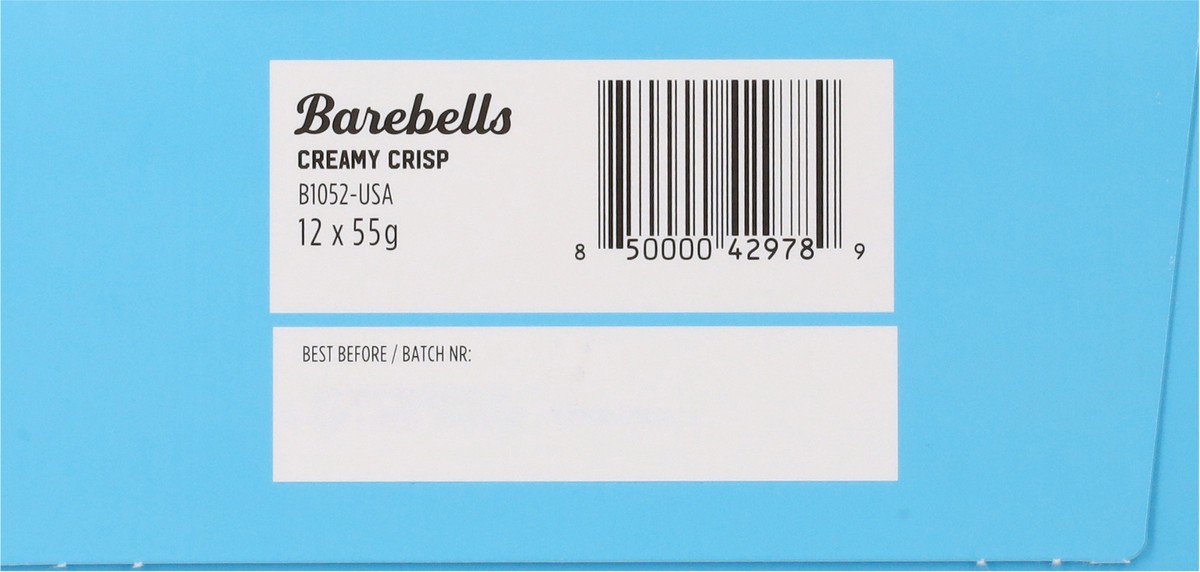 Barebells
CREAMY CRISP
B1052-USA
12 x 55g
8 50000 42978 9
BEST BEFORE / BATCH NR: